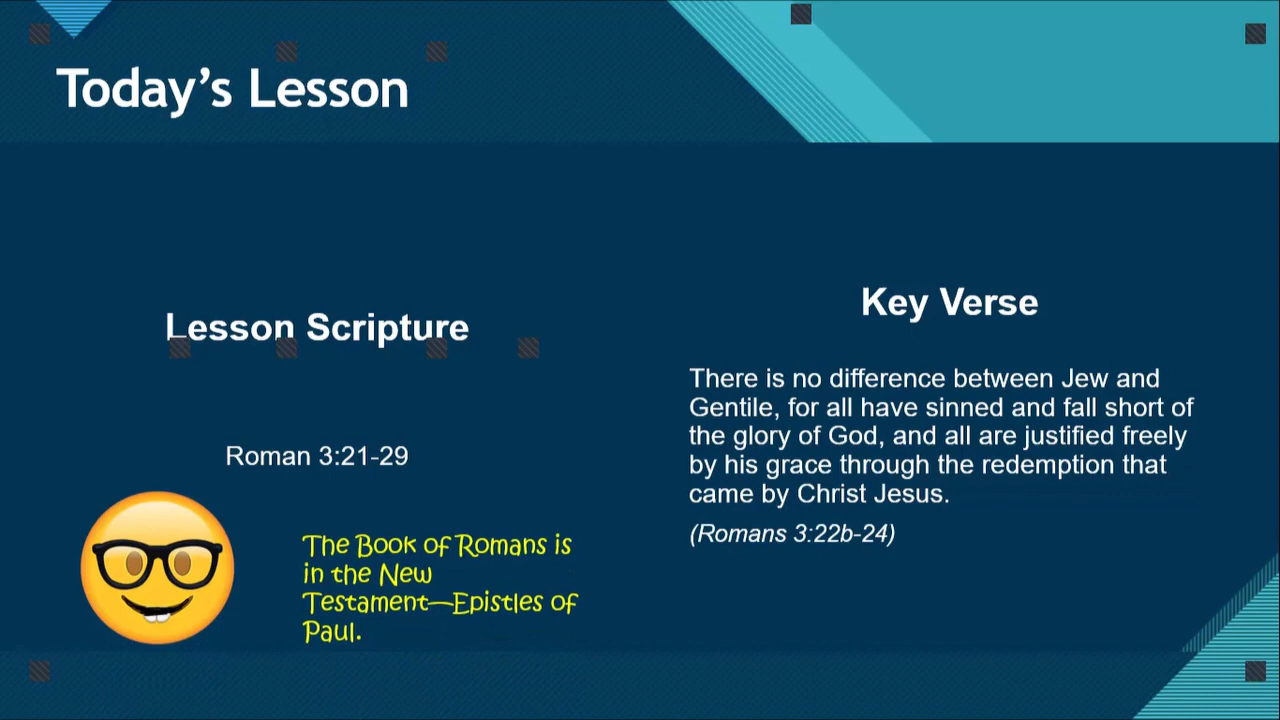 Today’s Lesson
Lesson Scripture
Roman 3:21-29
The Book of Romans is
in the New
Testament—Epistles of
Paul.
Key Verse
There is no difference between Jew and
Gentile, for all have sinned and fall short of
the glory of God, and all are justified freely
by his grace through the redemption that
came by Christ Jesus.
(Romans 3:22b-24)